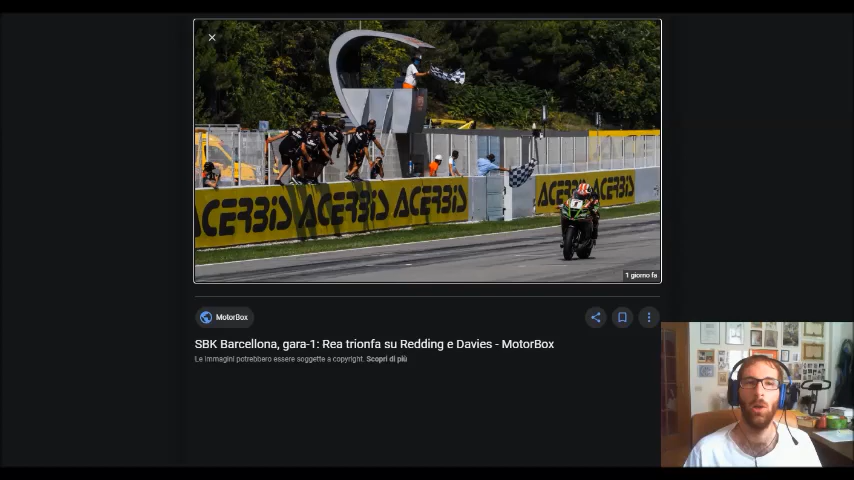 ACERBIS ACERBIS ACERBIS ACERBIS
1
1 giorno fa
MotorBox
SBK Barcellona, gara-1: Rea trionfa su Redding e Davies - MotorBox
Le immagini potrebbero essere soggette a copyright. Scopri di più